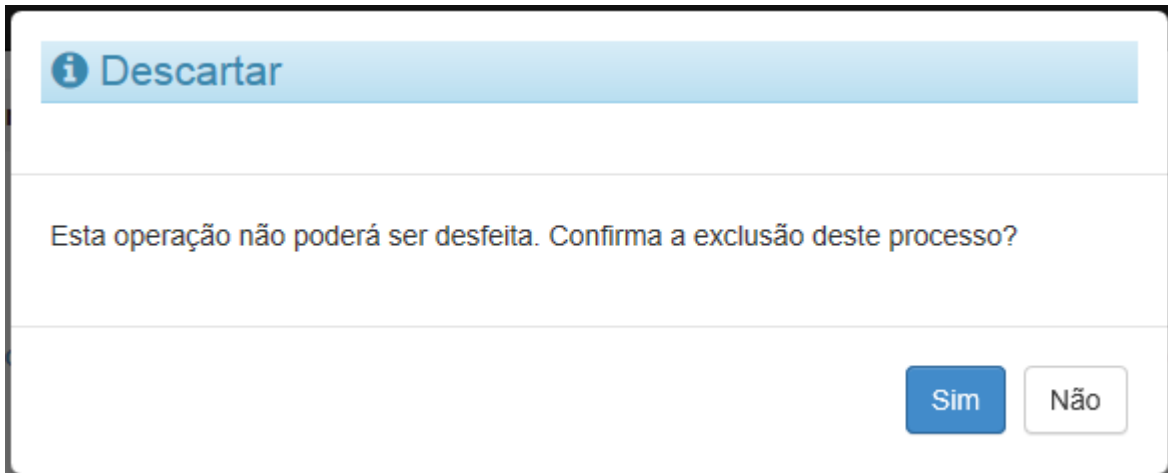 Descartar
Esta operação não poderá ser desfeita. Confirma a exclusão deste processo?
Sim Não